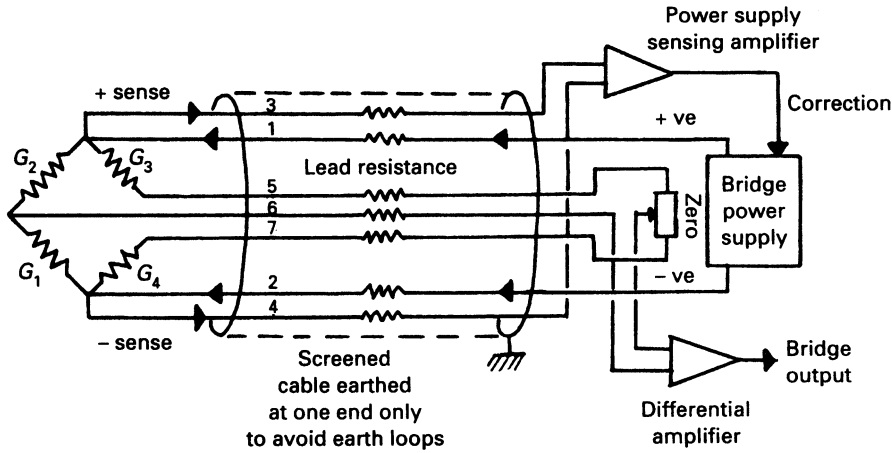 Power supply
sensing amplifier
+ sense
3
Correction
1
+ ve
G2
G3
Lead resistance
5
6
7
Zero
Bridge
power
supply
G1
G4
2
− ve
4
− sense
Screened
cable earthed
at one end only
to avoid earth loops
Bridge
output
Differential
amplifier